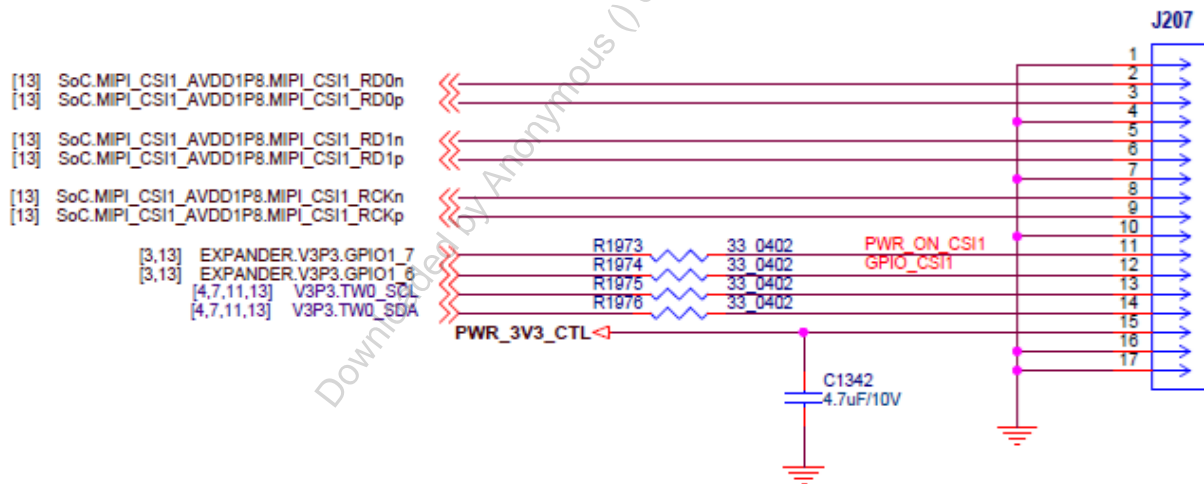 J207
1
[13] SoC.MIPI_CSI1_AVDD1P8.MIPI_CSI1_RD0n 2
[13] SoC.MIPI_CSI1_AVDD1P8.MIPI_CSI1_RD0p 3
4
[13] SoC.MIPI_CSI1_AVDD1P8.MIPI_CSI1_RD1n 5
[13] SoC.MIPI_CSI1_AVDD1P8.MIPI_CSI1_RD1p 6
7
[13] SoC.MIPI_CSI1_AVDD1P8.MIPI_CSI1_RCKn 8
[13] SoC.MIPI_CSI1_AVDD1P8.MIPI_CSI1_RCKp 9
10
[3,13] EXPANDER.V3P3.GPIO1_7 R1973 33_0402 PWR_ON_CSI1 11
[3,13] EXPANDER.V3P3.GPIO1_6 R1974 33_0402 GPIO_CSI1 12
[4,7,11,13] V3P3.TW0_SCL R1975 33_0402 13
[4,7,11,13] V3P3.TW0_SDA R1976 33_0402 14
PWR_3V3_CTL 15
16
17
C1342
4.7uF/10V
Downloaded by Anonymous ()